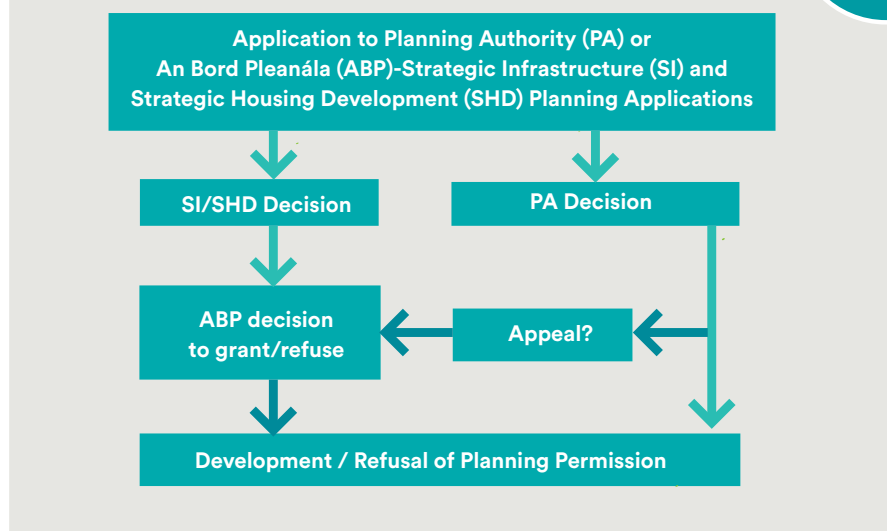 Application to Planning Authority (PA) or
An Bord Pleanála (ABP)-Strategic Infrastructure (SI) and
Strategic Housing Development (SHD) Planning Applications
SI/SHD Decision
PA Decision
ABP decision
to grant/refuse
Appeal?
Development / Refusal of Planning Permission